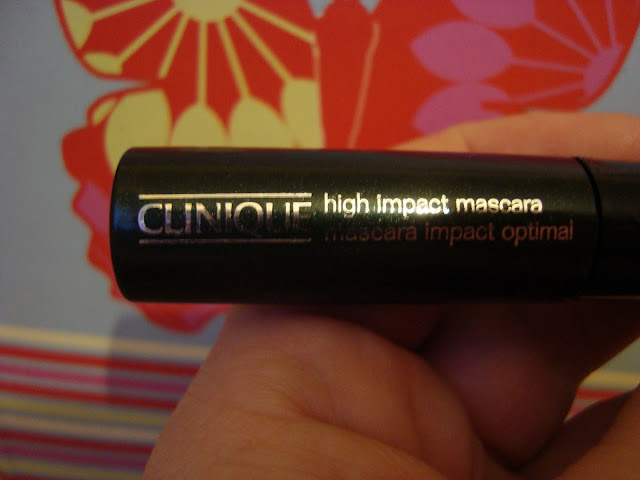 CLINIQUE
high impact mascara
mascara impact optimal